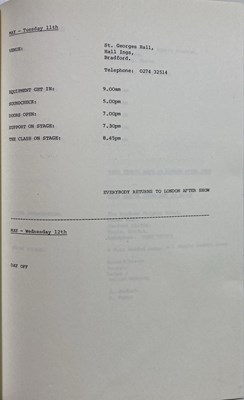 MAY - Tuesday 11th
VENUE: St. Georges Hall,
Hall Ings,
Bradford,
Telephone: 0274 32514
EQUIPMENT GET IN: 9.00am
SOUNDCHECK: 5.00pm
DOORS OPEN: 7.00pm
SUPPORT ON STAGE: 7.30pm
THE CLASH ON STAGE: 8.45pm
EVERYBODY RETURNS TO LONDON AFTER SHOW
MAY - Wednesday 12th
DAY OFF